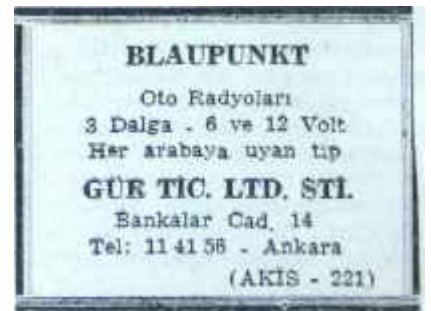 BLAUPUNKT
Oto Radyoları
3 Dalga - 6 ve 12 Volt
Her arabaya uyan tip
GÜR TİC. LTD. STİ.
Bankalar Cad. 14
Tel: 11 41 56 - Ankara
(AKİS - 221)